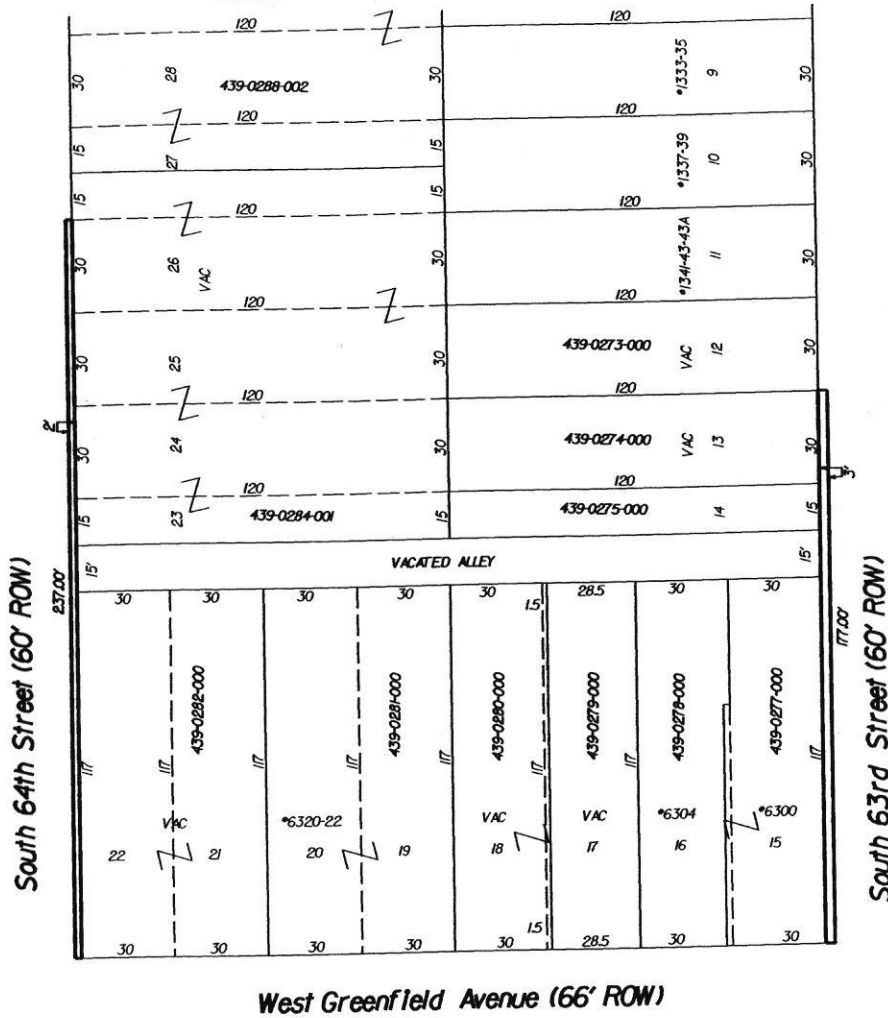 120 120
30 28 439-0288-002 30 *1333-35 9 30
120 120
15 27 15 *1337-39 10 30
15 15
120 120
30 26 VAC 30 *1341-43-43A 11 30
120 120
30 25 30 439-0273-000 VAC 12 30
120 120
2'
30 24 30 439-0274-000 VAC 13 30
3'
120 120
15 23 439-0284-001 15 439-0275-000 14 15
VACATED ALLEY
15' 15'
237.00' 177.00'
30 30 30 30 30 1.5 28.5 30 30
439-0282-000 439-0281-000 439-0280-000 439-0279-000 439-0278-000 439-0277-000
117 117 117 117 117 117 117 117
VAC *6320-22 VAC VAC *6304 *6300
22 21 20 19 18 17 16 15
1.5
30 30 30 30 30 28.5 30 30
South 64th Street (60' ROW)
South 63rd Street (60' ROW)
West Greenfield Avenue (66' ROW)